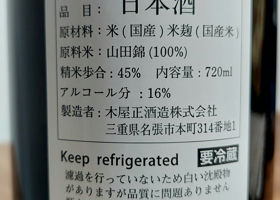 品目：日本酒
原材料：米(国産)米麹(国産米)
原料米：山田錦(100%)
精米歩合：45%　内容量：720ml
アルコール分：16%
製造者：木屋正酒造株式会社
三重県名張市本町314番地1
Keep refrigerated 要冷蔵
濾過を行っていないため白い沈殿物
がありますが品質に問題ありません